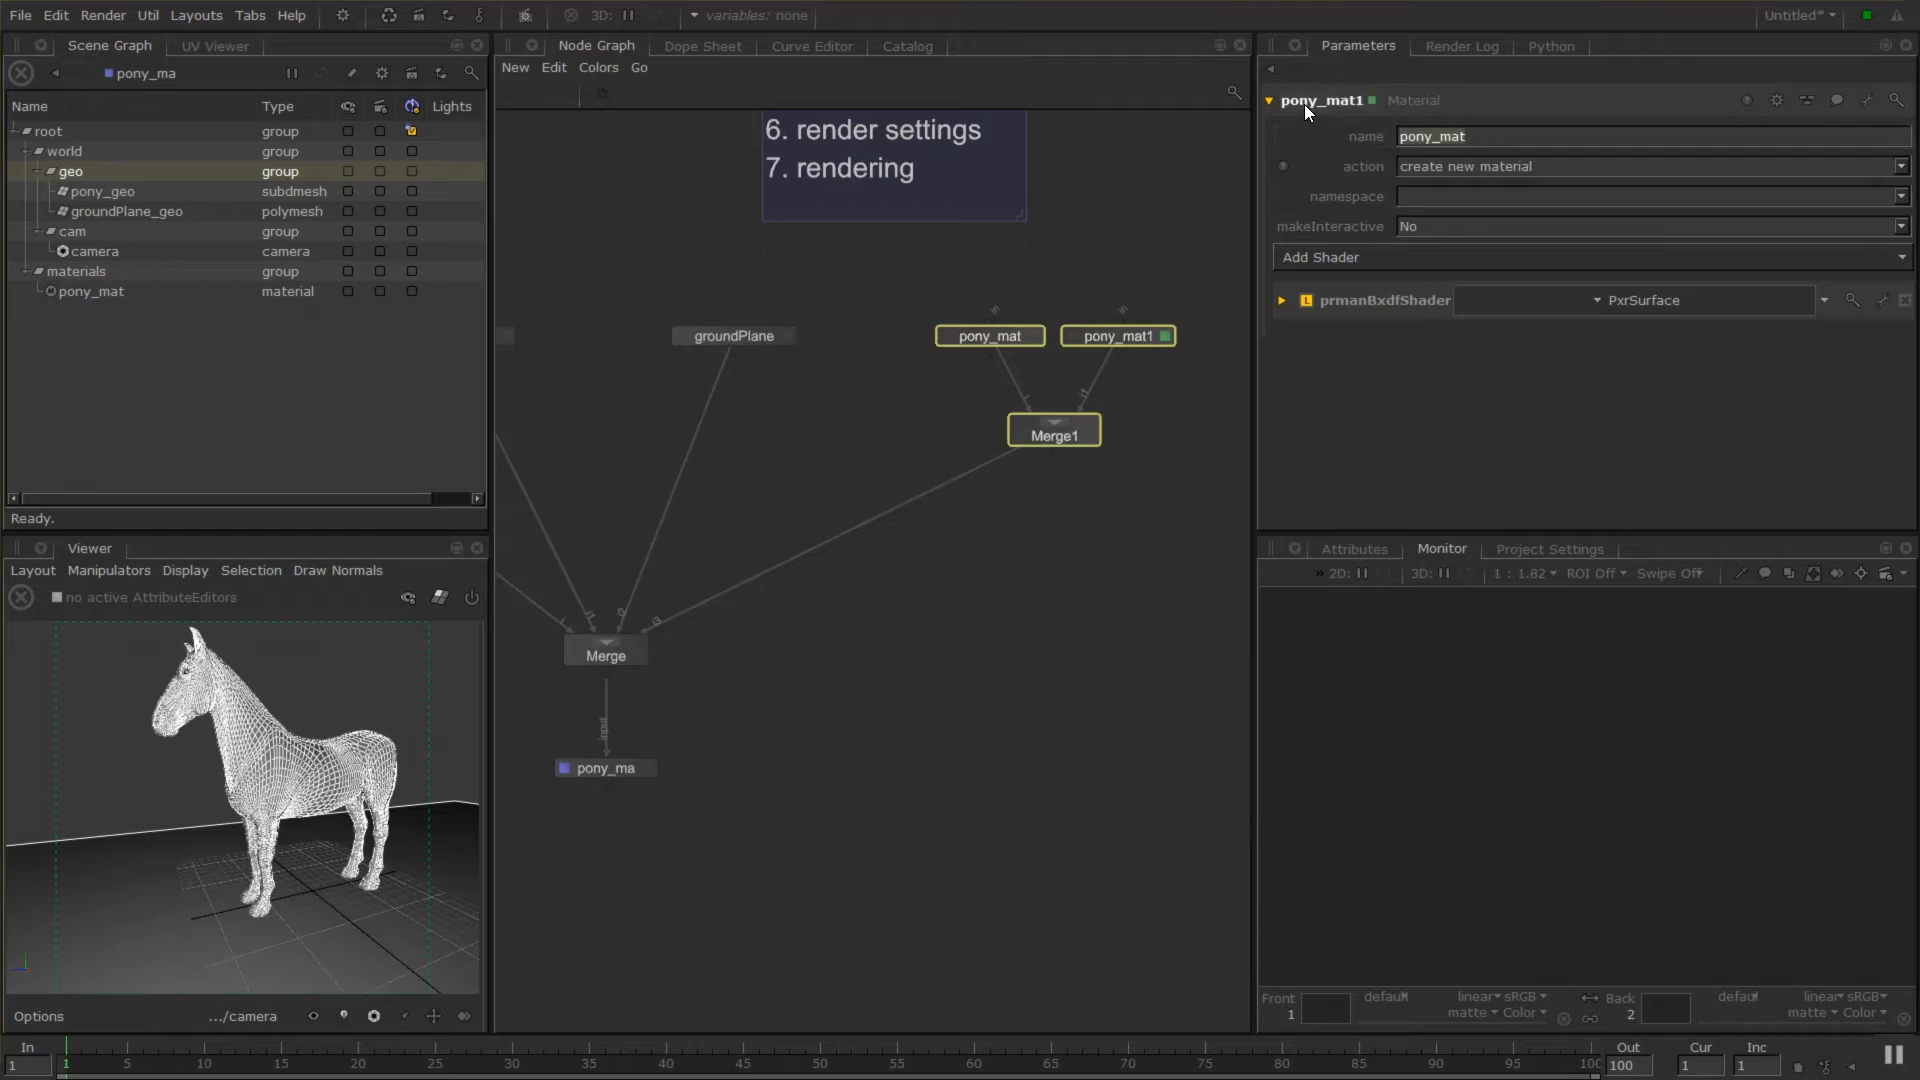 File Edit Render Util Layouts Tabs Help 3D: variables: none Untitled*
Scene Graph UV Viewer
pony_ma
Name Type Lights
root group
world group
geo group
pony_geo subdmesh
groundPlane_geo polymesh
cam group
camera camera
materials group
pony_mat material
Ready.
Viewer
Layout Manipulators Display Selection Draw Normals
no active AttributeEditors
Options .../camera
Node Graph Dope Sheet Curve Editor Catalog
New Edit Colors Go
6. render settings
7. rendering
groundPlane pony_mat pony_mat1
i i1
Merge1
i i1 i2 i3
Merge
input
pony_ma
Parameters Render Log Python
pony_mat1 Material
name pony_mat
action create new material
namespace
makeInteractive No
Add Shader
L prmanBxdfShader PxrSurface
Attributes Monitor Project Settings
» 2D: 3D: 1 : 1.82 ROI Off Swipe Off
Front default linear sRGB Back default linear sRGB
1 matte Color 2 matte Color
In Out Cur Inc
1 1 5 10 15 20 25 30 35 40 45 50 55 60 65 70 75 80 85 90 95 100 100 1 1